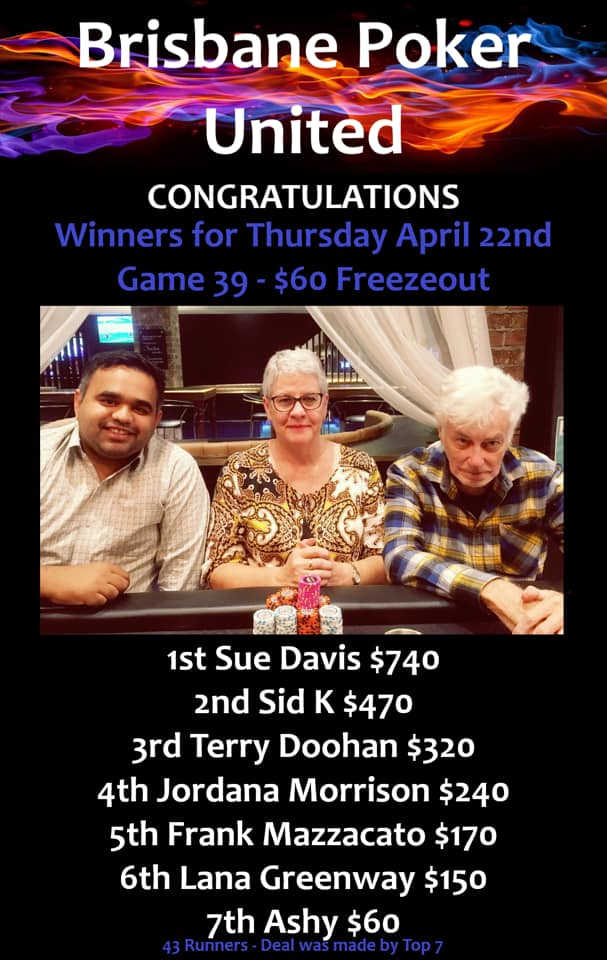 Brisbane Poker
United
CONGRATULATIONS
Winners for Thursday April 22nd
Game 39 - $60 Freezeout
1st Sue Davis $740
2nd Sid K $470
3rd Terry Doohan $320
4th Jordana Morrison $240
5th Frank Mazzacato $170
6th Lana Greenway $150
7th Ashy $60
43 Runners - Deal was made by Top 7